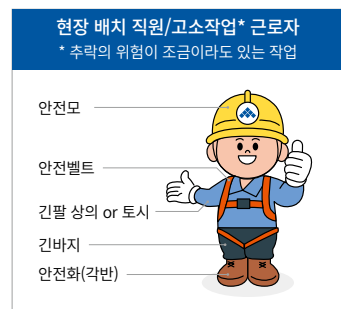 현장 배치 직원/고소작업* 근로자
* 추락의 위험이 조금이라도 있는 작업
안전모
안전벨트
긴팔 상의 or 토시
긴바지
안전화(각반)